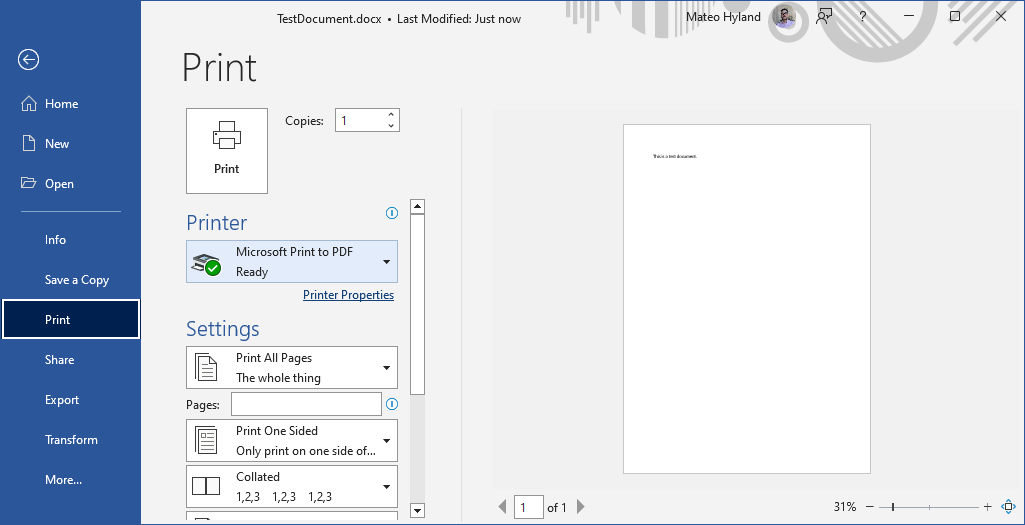 TestDocument.docx • Last Modified: Just now
Mateo Hyland
?
Print
Home
New
Open
Info
Save a Copy
Print
Share
Export
Transform
More...
Print
Copies: 1
Printer
Microsoft Print to PDF
Ready
Printer Properties
Settings
Print All Pages
The whole thing
Pages:
Print One Sided
Only print on one side of...
Collated
1,2,3 1,2,3 1,2,3
This is a test document.
1 of 1
31%